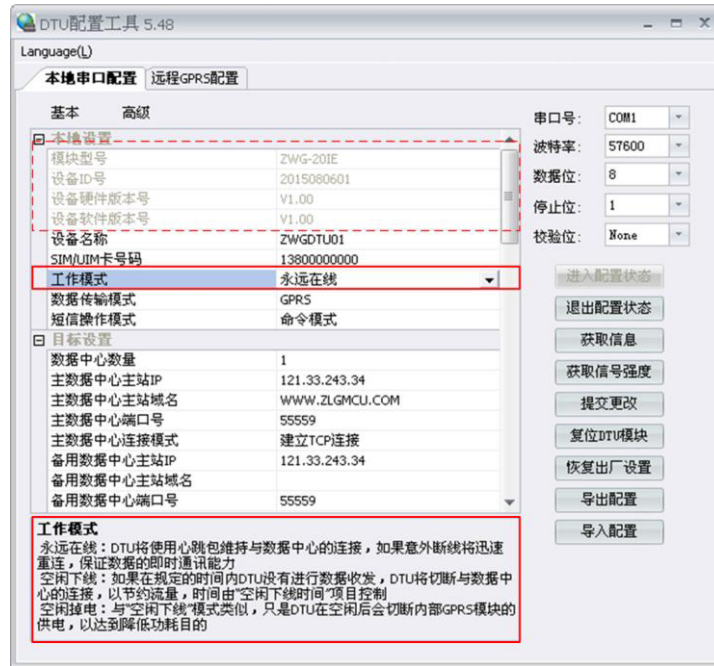 DTU配置工具 5.48
Language(L)
本地串口配置 远程GPRS配置
基本 高级
本地设置
模块型号 ZWG-20IE
设备ID号 2015080601
设备硬件版本号 V1.00
设备软件版本号 V1.00
设备名称 ZWGDTU01
SIM/UIM卡号码 13800000000
工作模式 永远在线
数据传输模式 GPRS
短信操作模式 命令模式
目标设置
数据中心数量 1
主数据中心主站IP 121.33.243.34
主数据中心主站域名 WWW.ZLGMCU.COM
主数据中心端口号 55559
主数据中心连接模式 建立TCP连接
备用数据中心主站IP 121.33.243.34
备用数据中心主站域名
备用数据中心端口号 55559
工作模式
永远在线：DTU将使用心跳包维持与数据中心的连接，如果意外断线将迅速
重连，保证数据的即时通讯能力
空闲下线：如果在规定的时间内DTU没有进行数据收发，DTU将切断与数据中
心的连接，以节约流量，时间由"空闲下线时间"项目控制
空闲掉电：与"空闲下线"模式类似，只是DTU在空闲后会切断内部GPRS模块的
供电，以达到降低功耗目的
串口号： COM1
波特率： 57600
数据位： 8
停止位： 1
校验位： None
进入配置状态
退出配置状态
获取信息
获取信号强度
提交更改
复位DTU模块
恢复出厂设置
导出配置
导入配置